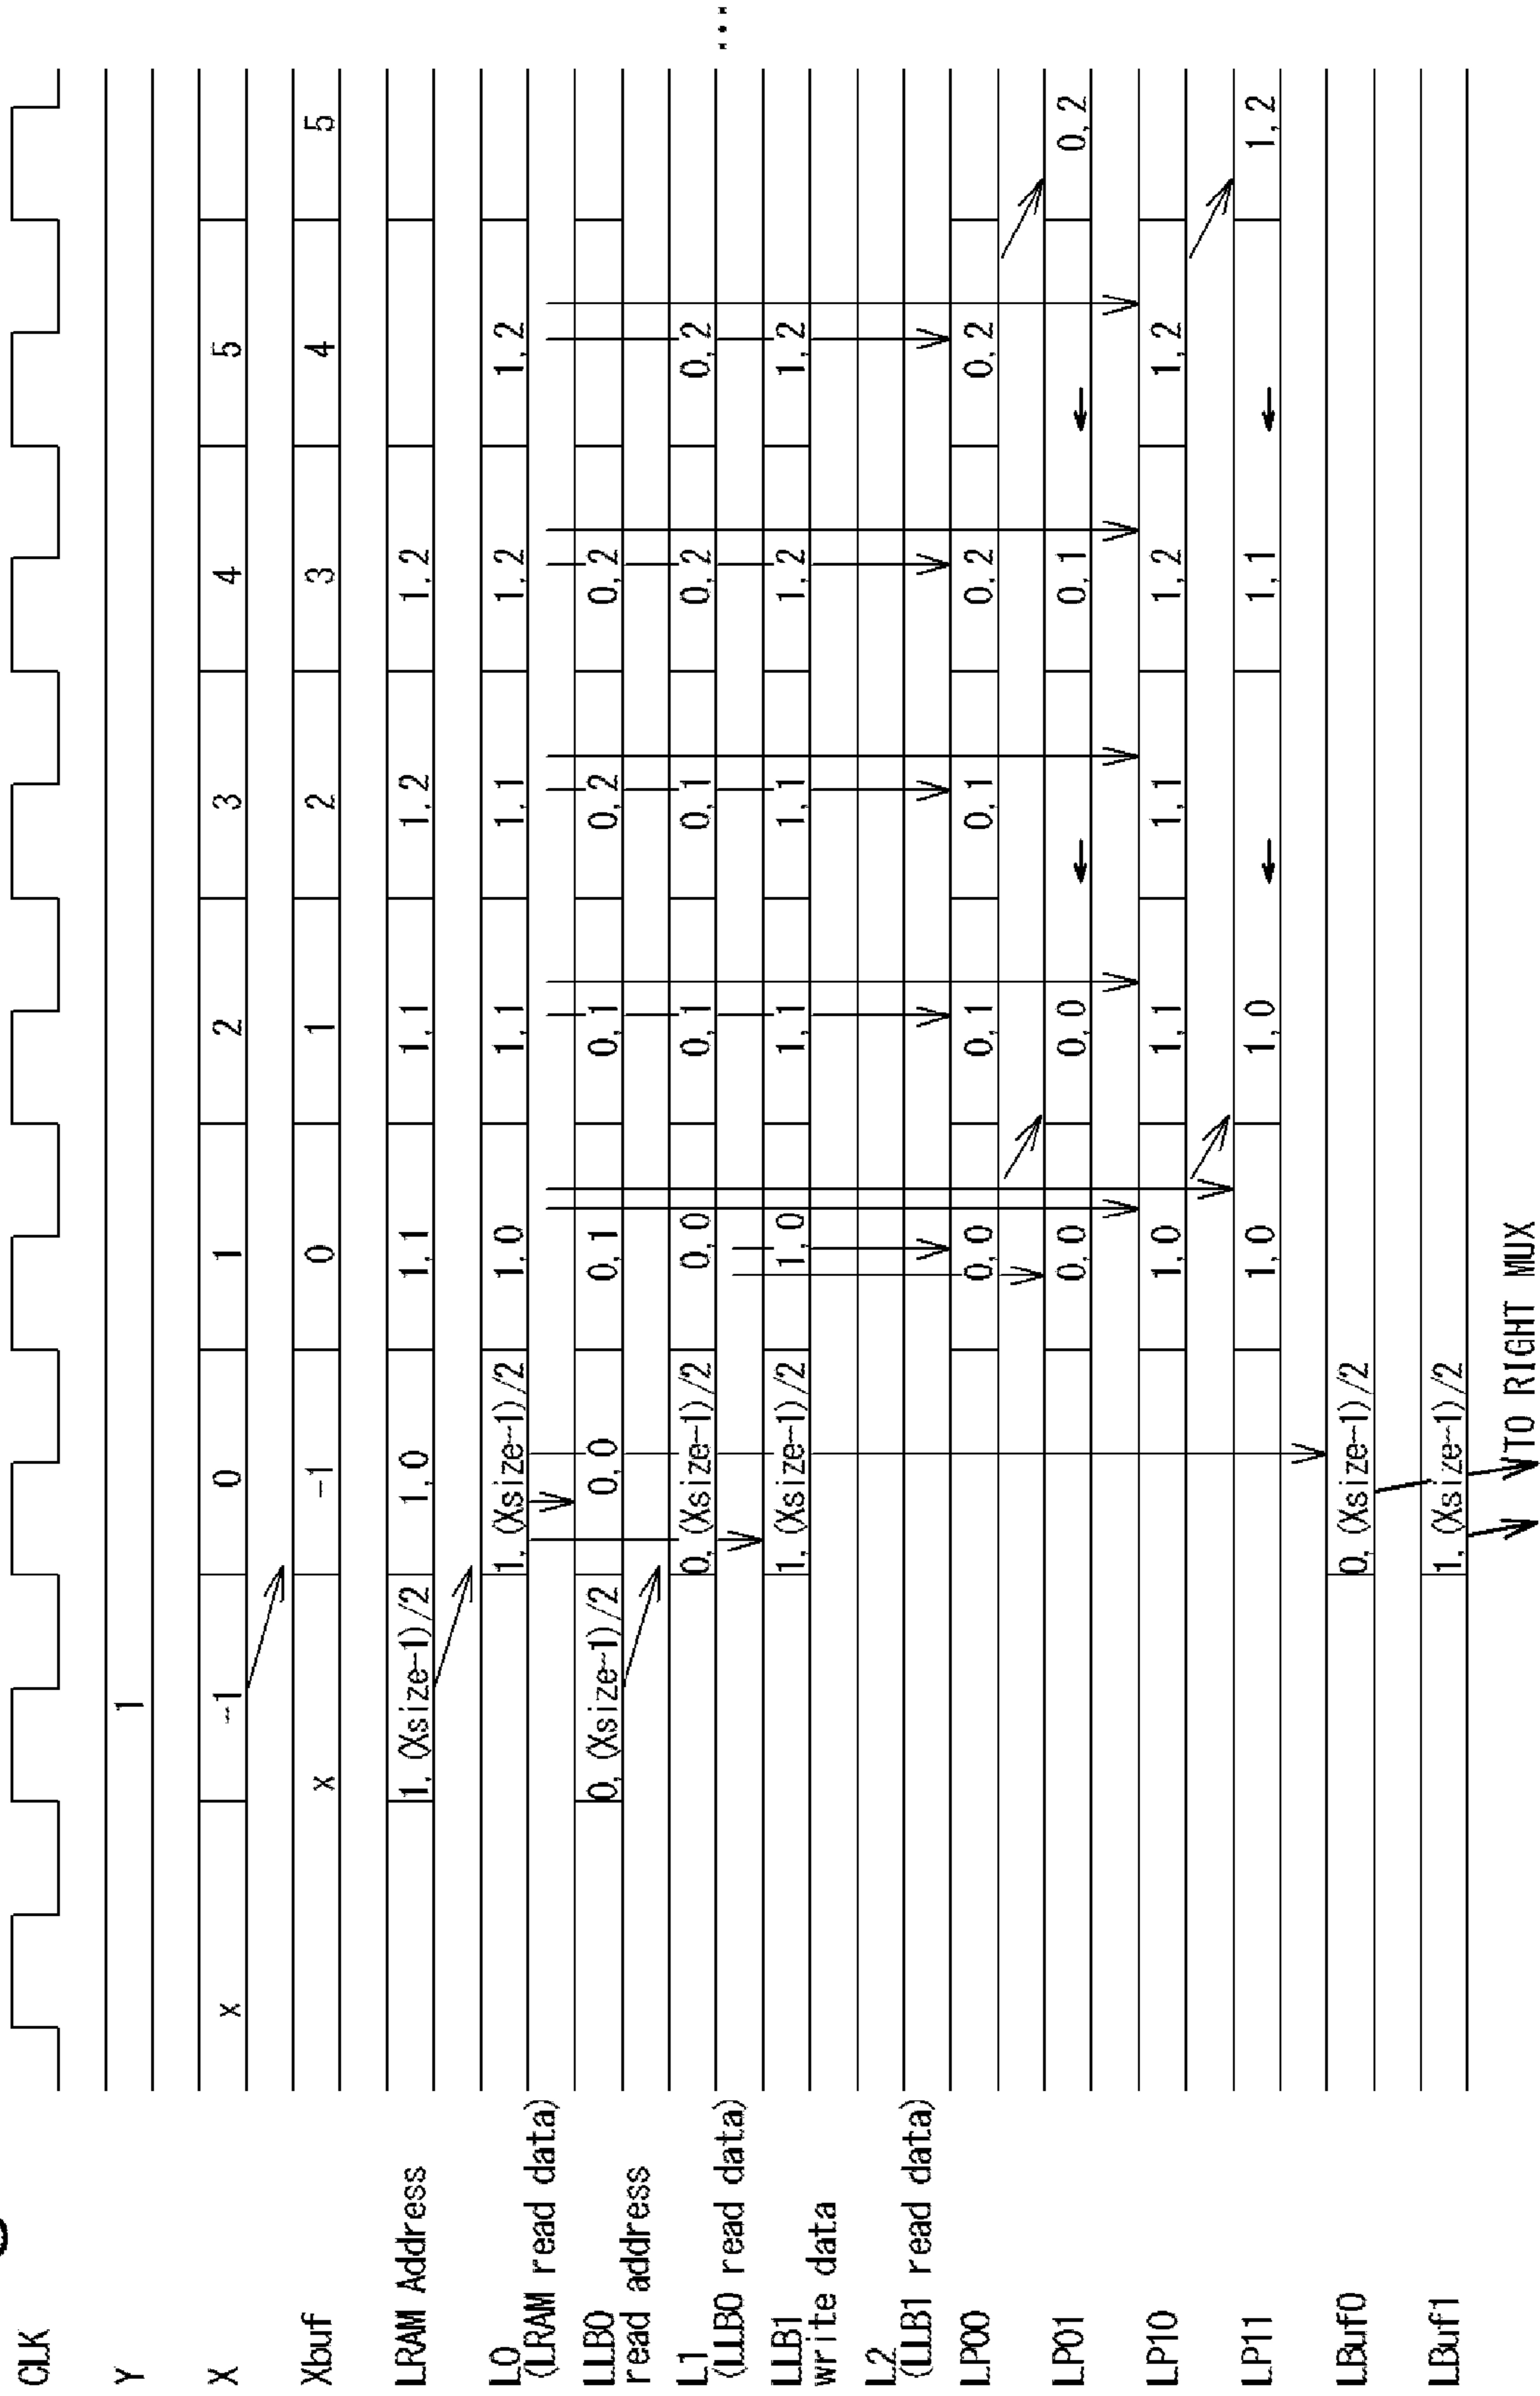 CLK
Y 1
X x -1 0 1 2 3 4 5
Xbuf x -1 0 1 2 3 4 5
LRAM Address 1,(Xsize-1)/2 1,0 1,1 1,1 1,2 1,2
L0
(LRAM read data) 1,(Xsize-1)/2 1,0 1,1 1,1 1,2 1,2
LLB0
read address 0,(Xsize-1)/2 0,0 0,1 0,1 0,2 0,2
L1
(LLB0 read data) 0,(Xsize-1)/2 0,0 0,1 0,1 0,2 0,2
LLB1
write data 1,(Xsize-1)/2 1,0 1,1 1,1 1,2 1,2
L2
(LLB1 read data)
...
LP00 0,0 0,1 0,1 0,2 0,2
LP01 0,0 0,0 0,1 0,2
LP10 1,0 1,1 1,1 1,2 1,2
LP11 1,0 1,0 1,1 1,2
LBuf0 0,(Xsize-1)/2
LBuf1 1,(Xsize-1)/2
TO RIGHT MUX